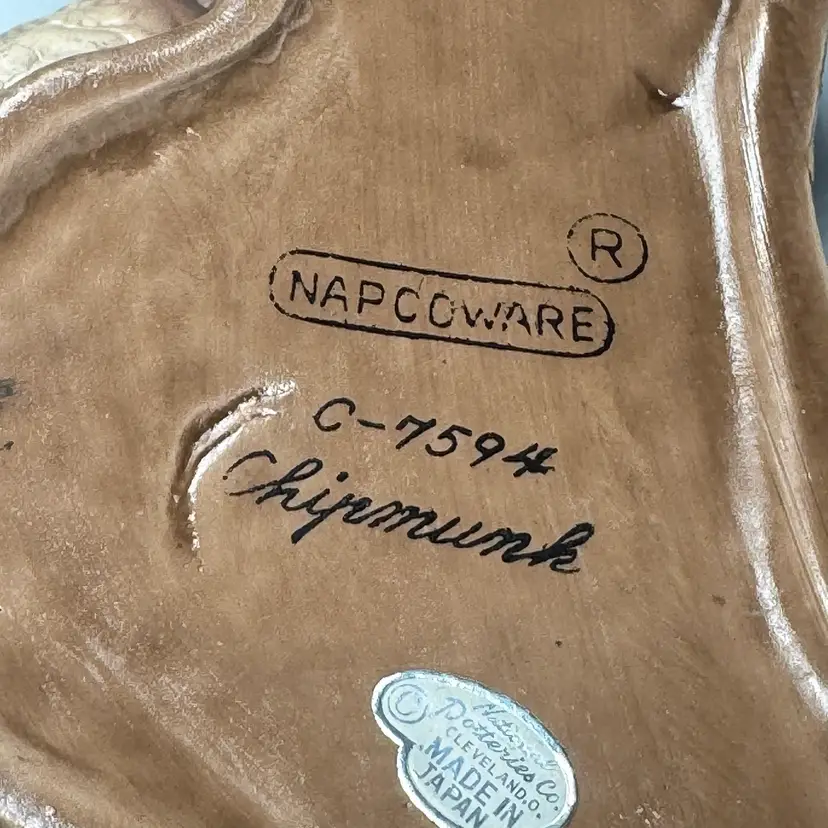 R
NAPCOWARE
C-7594
Chipmunk
©
National
Potteries Co.
CLEVELAND.O.
MADE IN
JAPAN